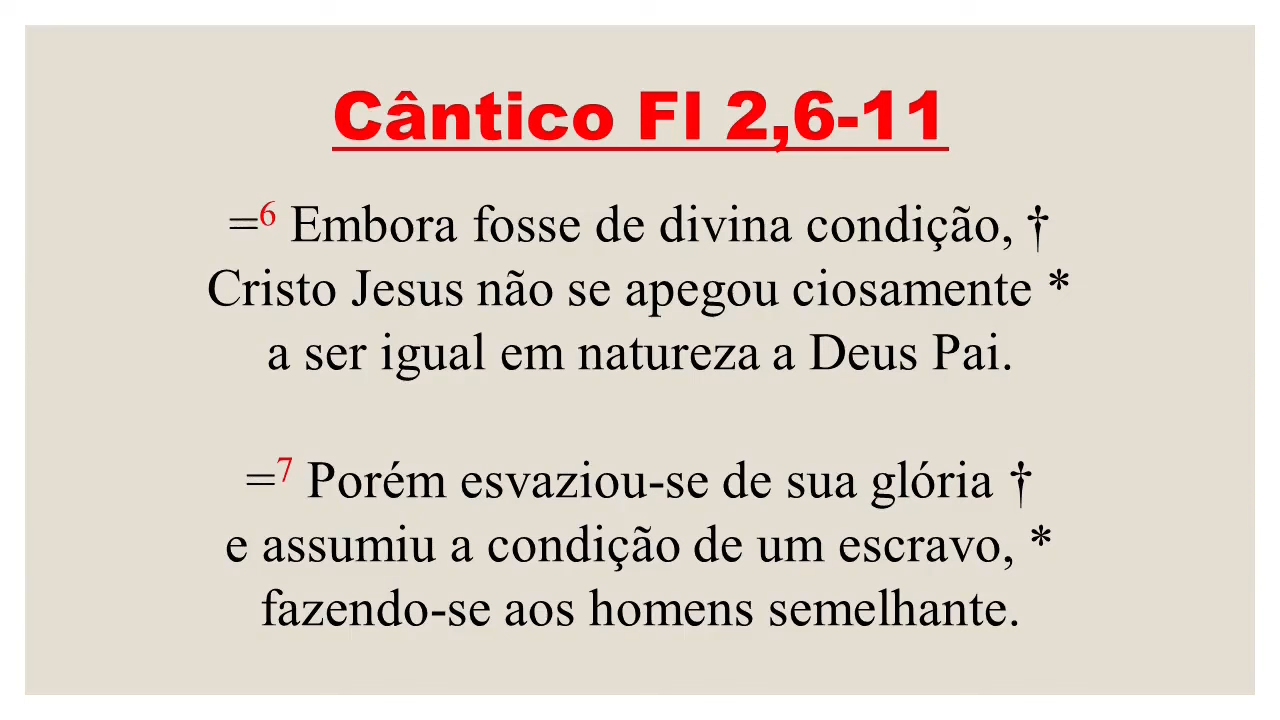 Cântico Fl 2,6-11
=6 Embora fosse de divina condição, †
Cristo Jesus não se apegou ciosamente *
a ser igual em natureza a Deus Pai.
=7 Porém esvaziou-se de sua glória †
e assumiu a condição de um escravo, *
fazendo-se aos homens semelhante.